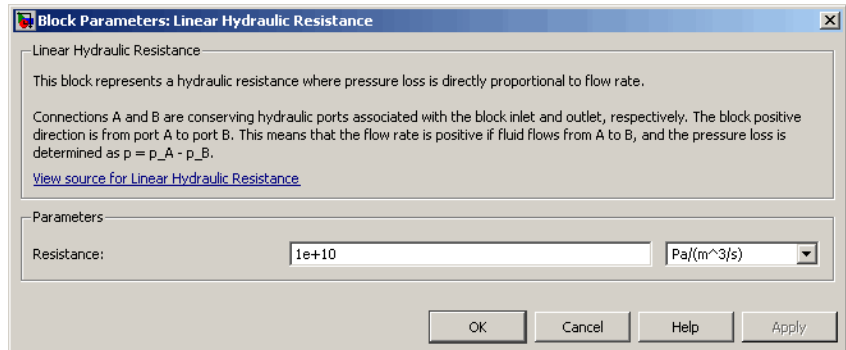 Block Parameters: Linear Hydraulic Resistance
Linear Hydraulic Resistance
This block represents a hydraulic resistance where pressure loss is directly proportional to flow rate.
Connections A and B are conserving hydraulic ports associated with the block inlet and outlet, respectively. The block positive
direction is from port A to port B. This means that the flow rate is positive if fluid flows from A to B, and the pressure loss is
determined as p = p_A - p_B.
View source for Linear Hydraulic Resistance
Parameters
Resistance: 1e+10 Pa/(m^3/s)
OK Cancel Help Apply